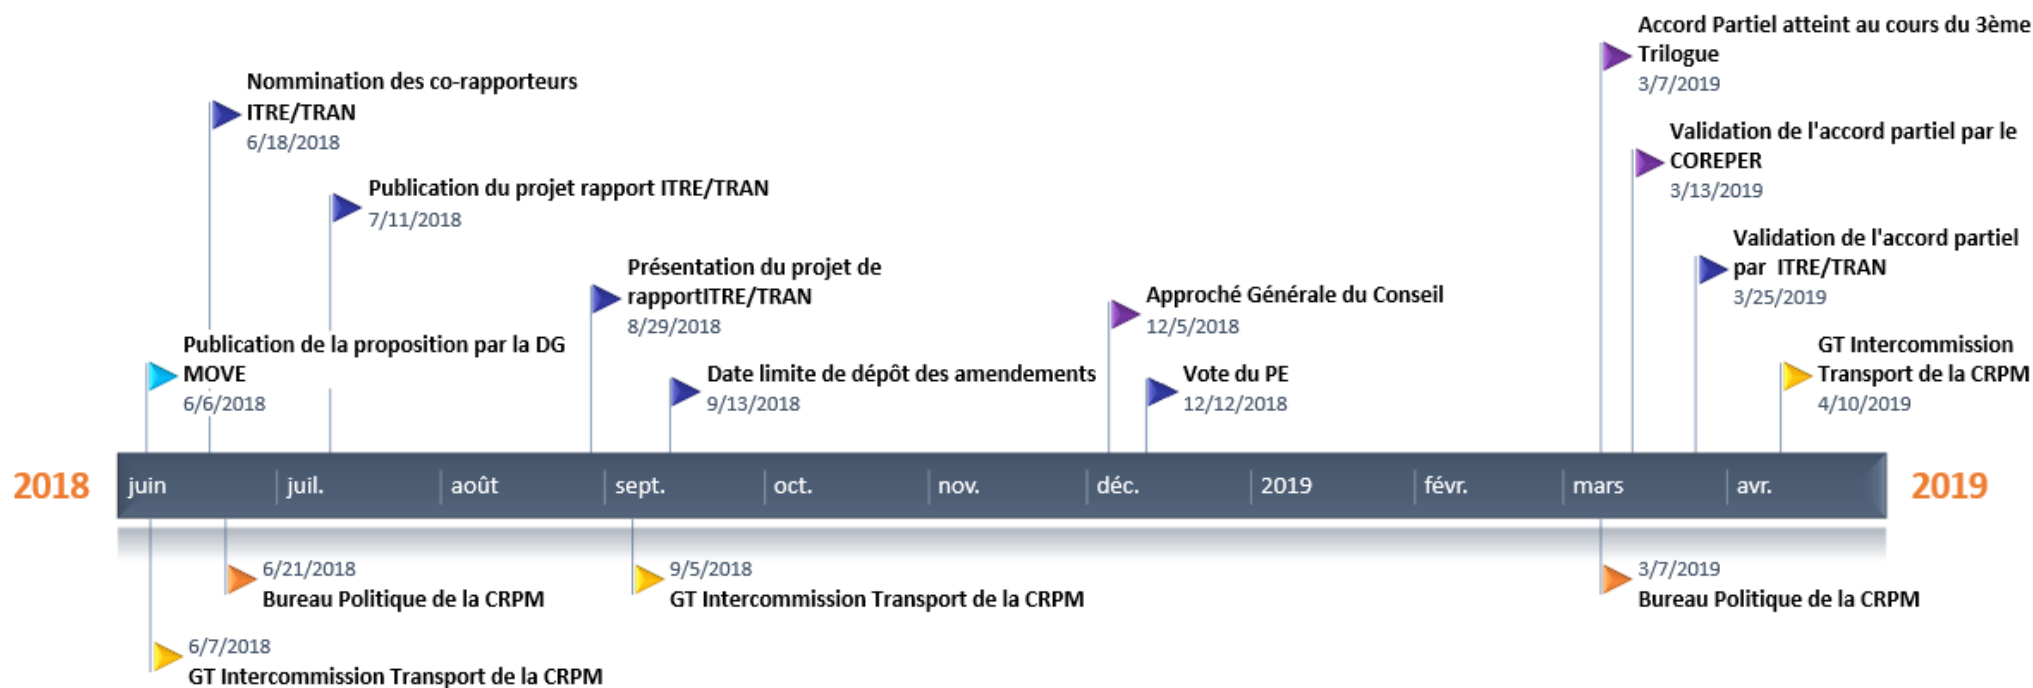 Accord Partiel atteint au cours du 3ème
Trilogue
3/7/2019
Nommination des co-rapporteurs
ITRE/TRAN
6/18/2018
Validation de l'accord partiel par le
COREPER
3/13/2019
Publication du projet rapport ITRE/TRAN
7/11/2018
Validation de l'accord partiel
par ITRE/TRAN
3/25/2019
Présentation du projet de
rapportITRE/TRAN
8/29/2018
Approché Générale du Conseil
12/5/2018
Publication de la proposition par la DG
MOVE
6/6/2018
Date limite de dépôt des amendements
9/13/2018
Vote du PE
12/12/2018
GT Intercommission
Transport de la CRPM
4/10/2019
2018 juin juil. août sept. oct. nov. déc. 2019 févr. mars avr. 2019
6/21/2018
Bureau Politique de la CRPM
9/5/2018
GT Intercommission Transport de la CRPM
3/7/2019
Bureau Politique de la CRPM
6/7/2018
GT Intercommission Transport de la CRPM